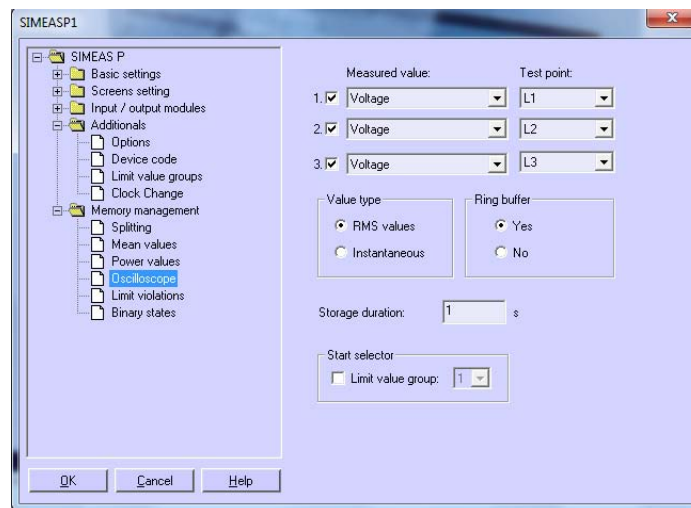 SIMEASP1
SIMEAS P
Basic settings
Screens setting
Input / output modules
Additionals
Options
Device code
Limit value groups
Clock Change
Memory management
Splitting
Mean values
Power values
Oscilloscope
Limit violations
Binary states
Measured value: Test point:
1. Voltage L1
2. Voltage L2
3. Voltage L3
Value type Ring buffer
RMS values Yes
Instantaneous No
Storage duration: 1 s
Start selector
Limit value group: 1
OK Cancel Help